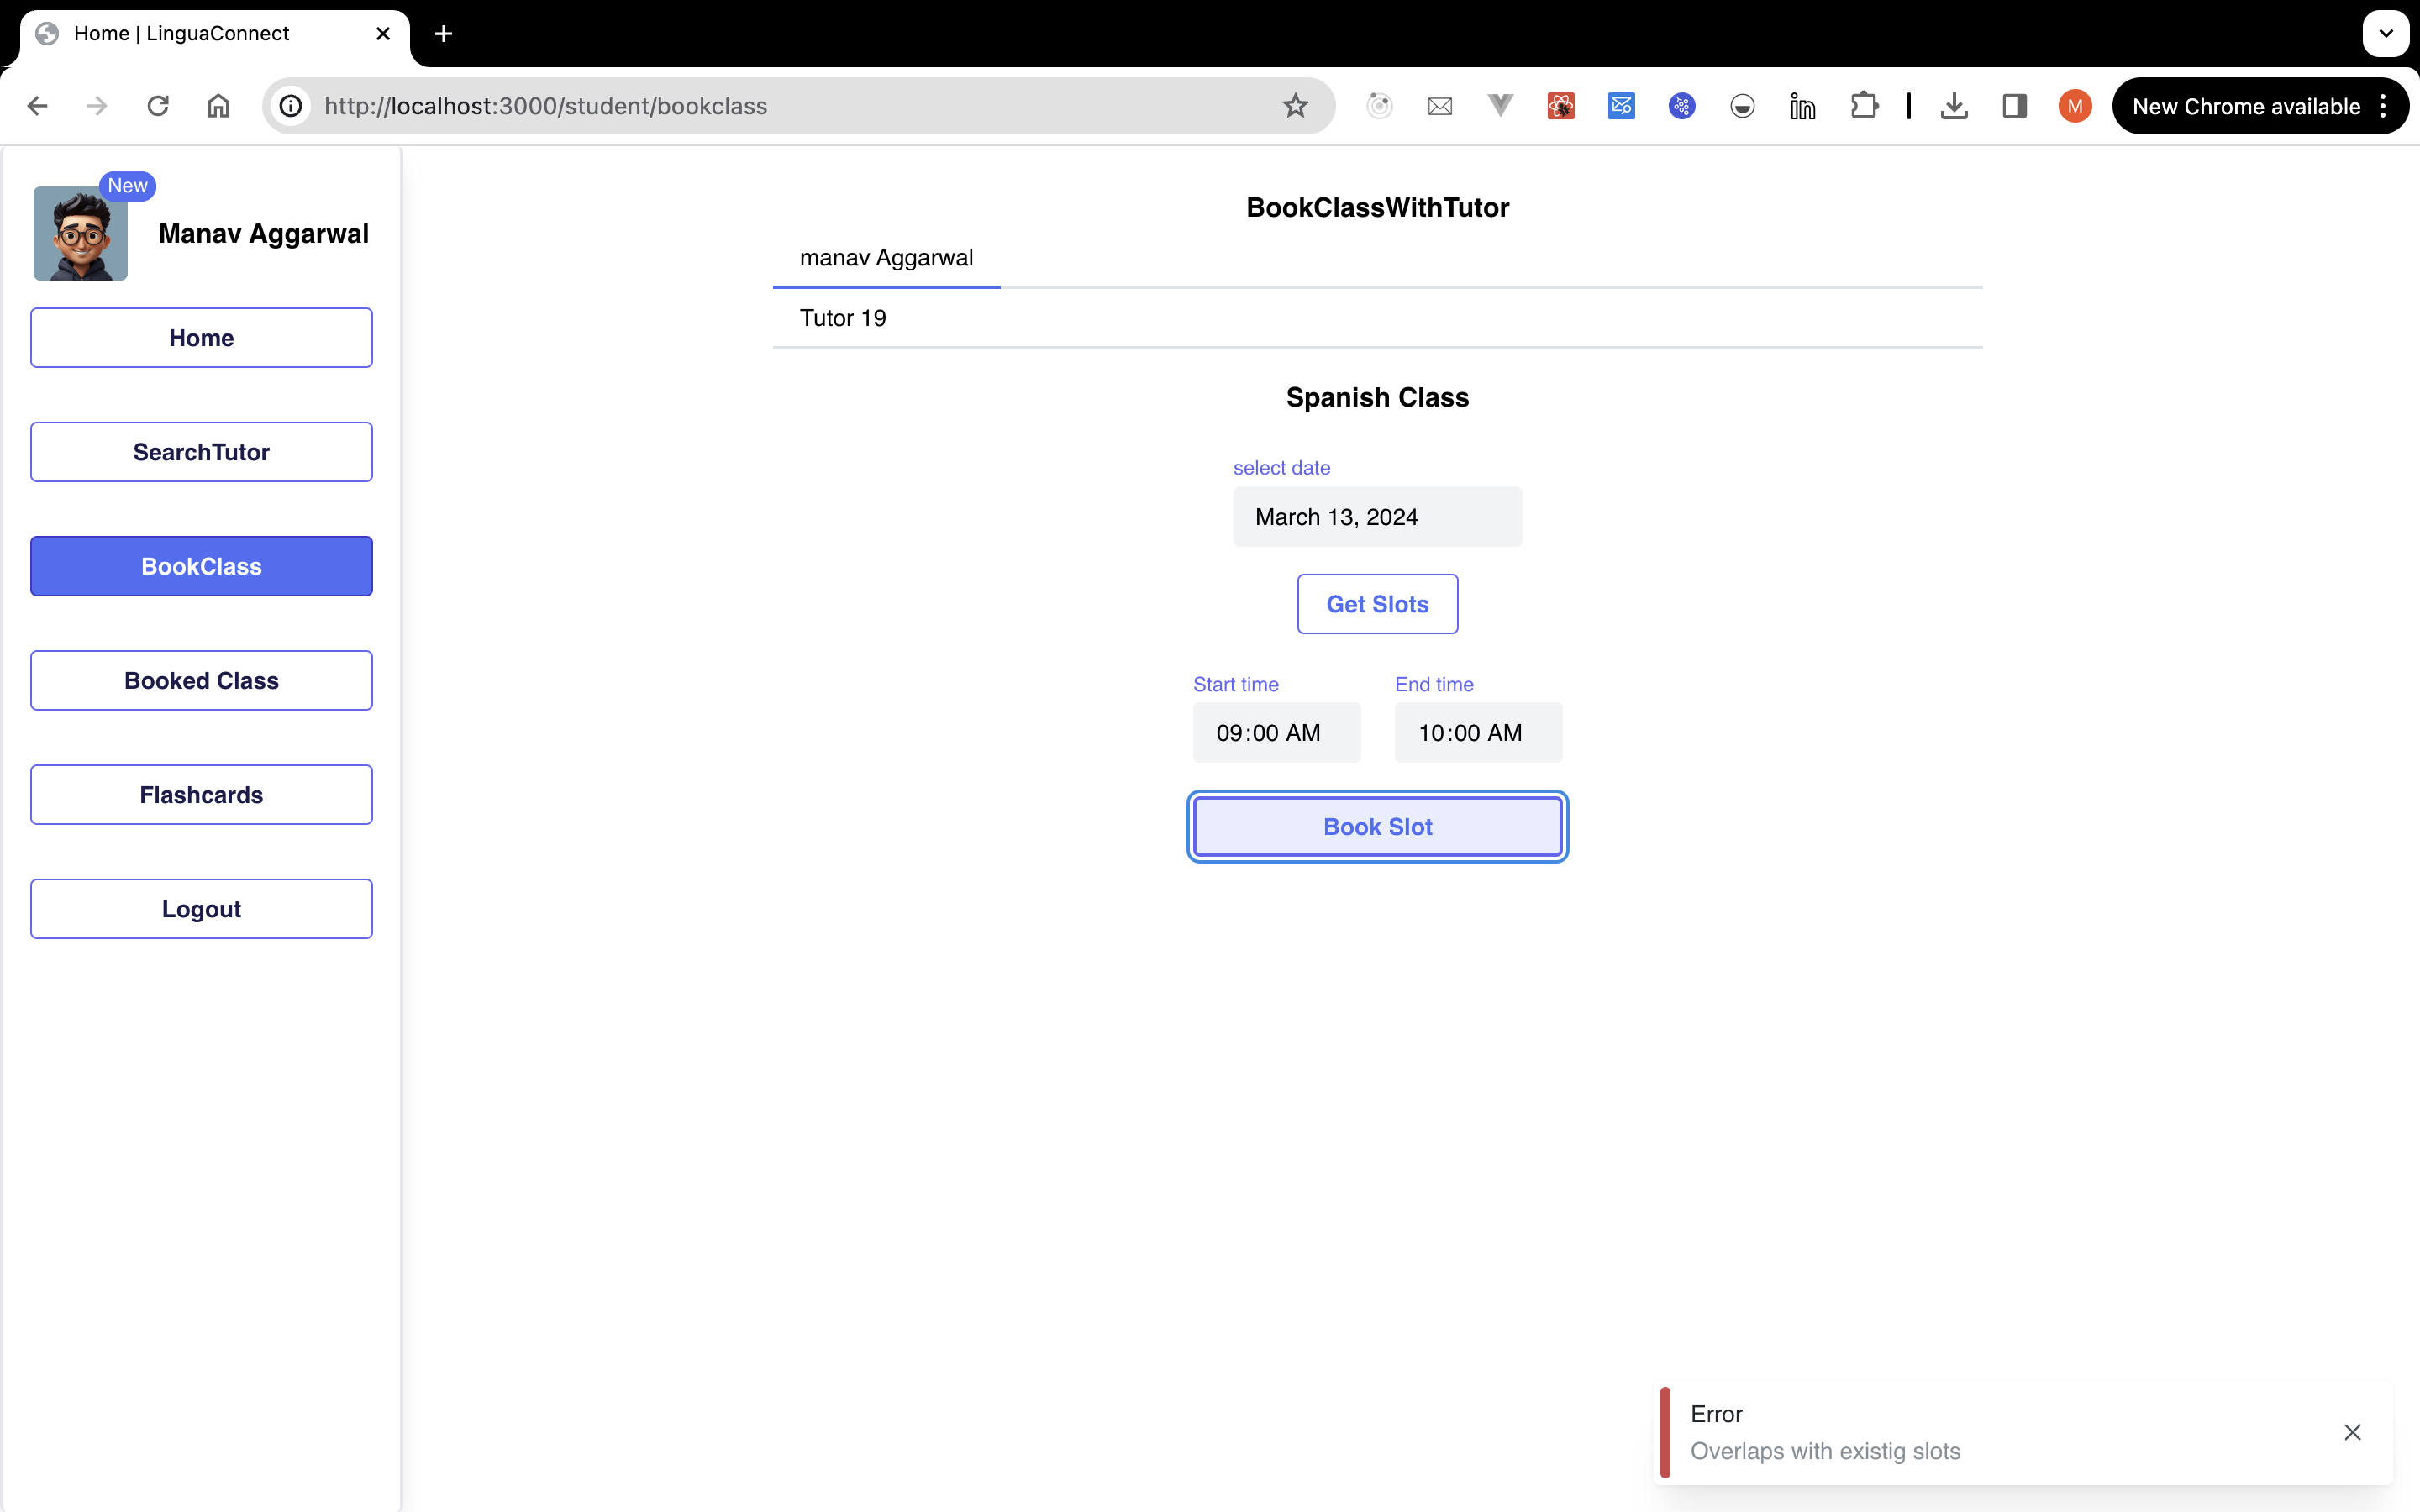 Home | LinguaConnect
http://localhost:3000/student/bookclass
M
New Chrome available
New
Manav Aggarwal
Home
SearchTutor
BookClass
Booked Class
Flashcards
Logout
BookClassWithTutor
manav Aggarwal
Tutor 19
Spanish Class
select date
March 13, 2024
Get Slots
Start time
End time
09:00 AM
10:00 AM
Book Slot
Error
Overlaps with existig slots